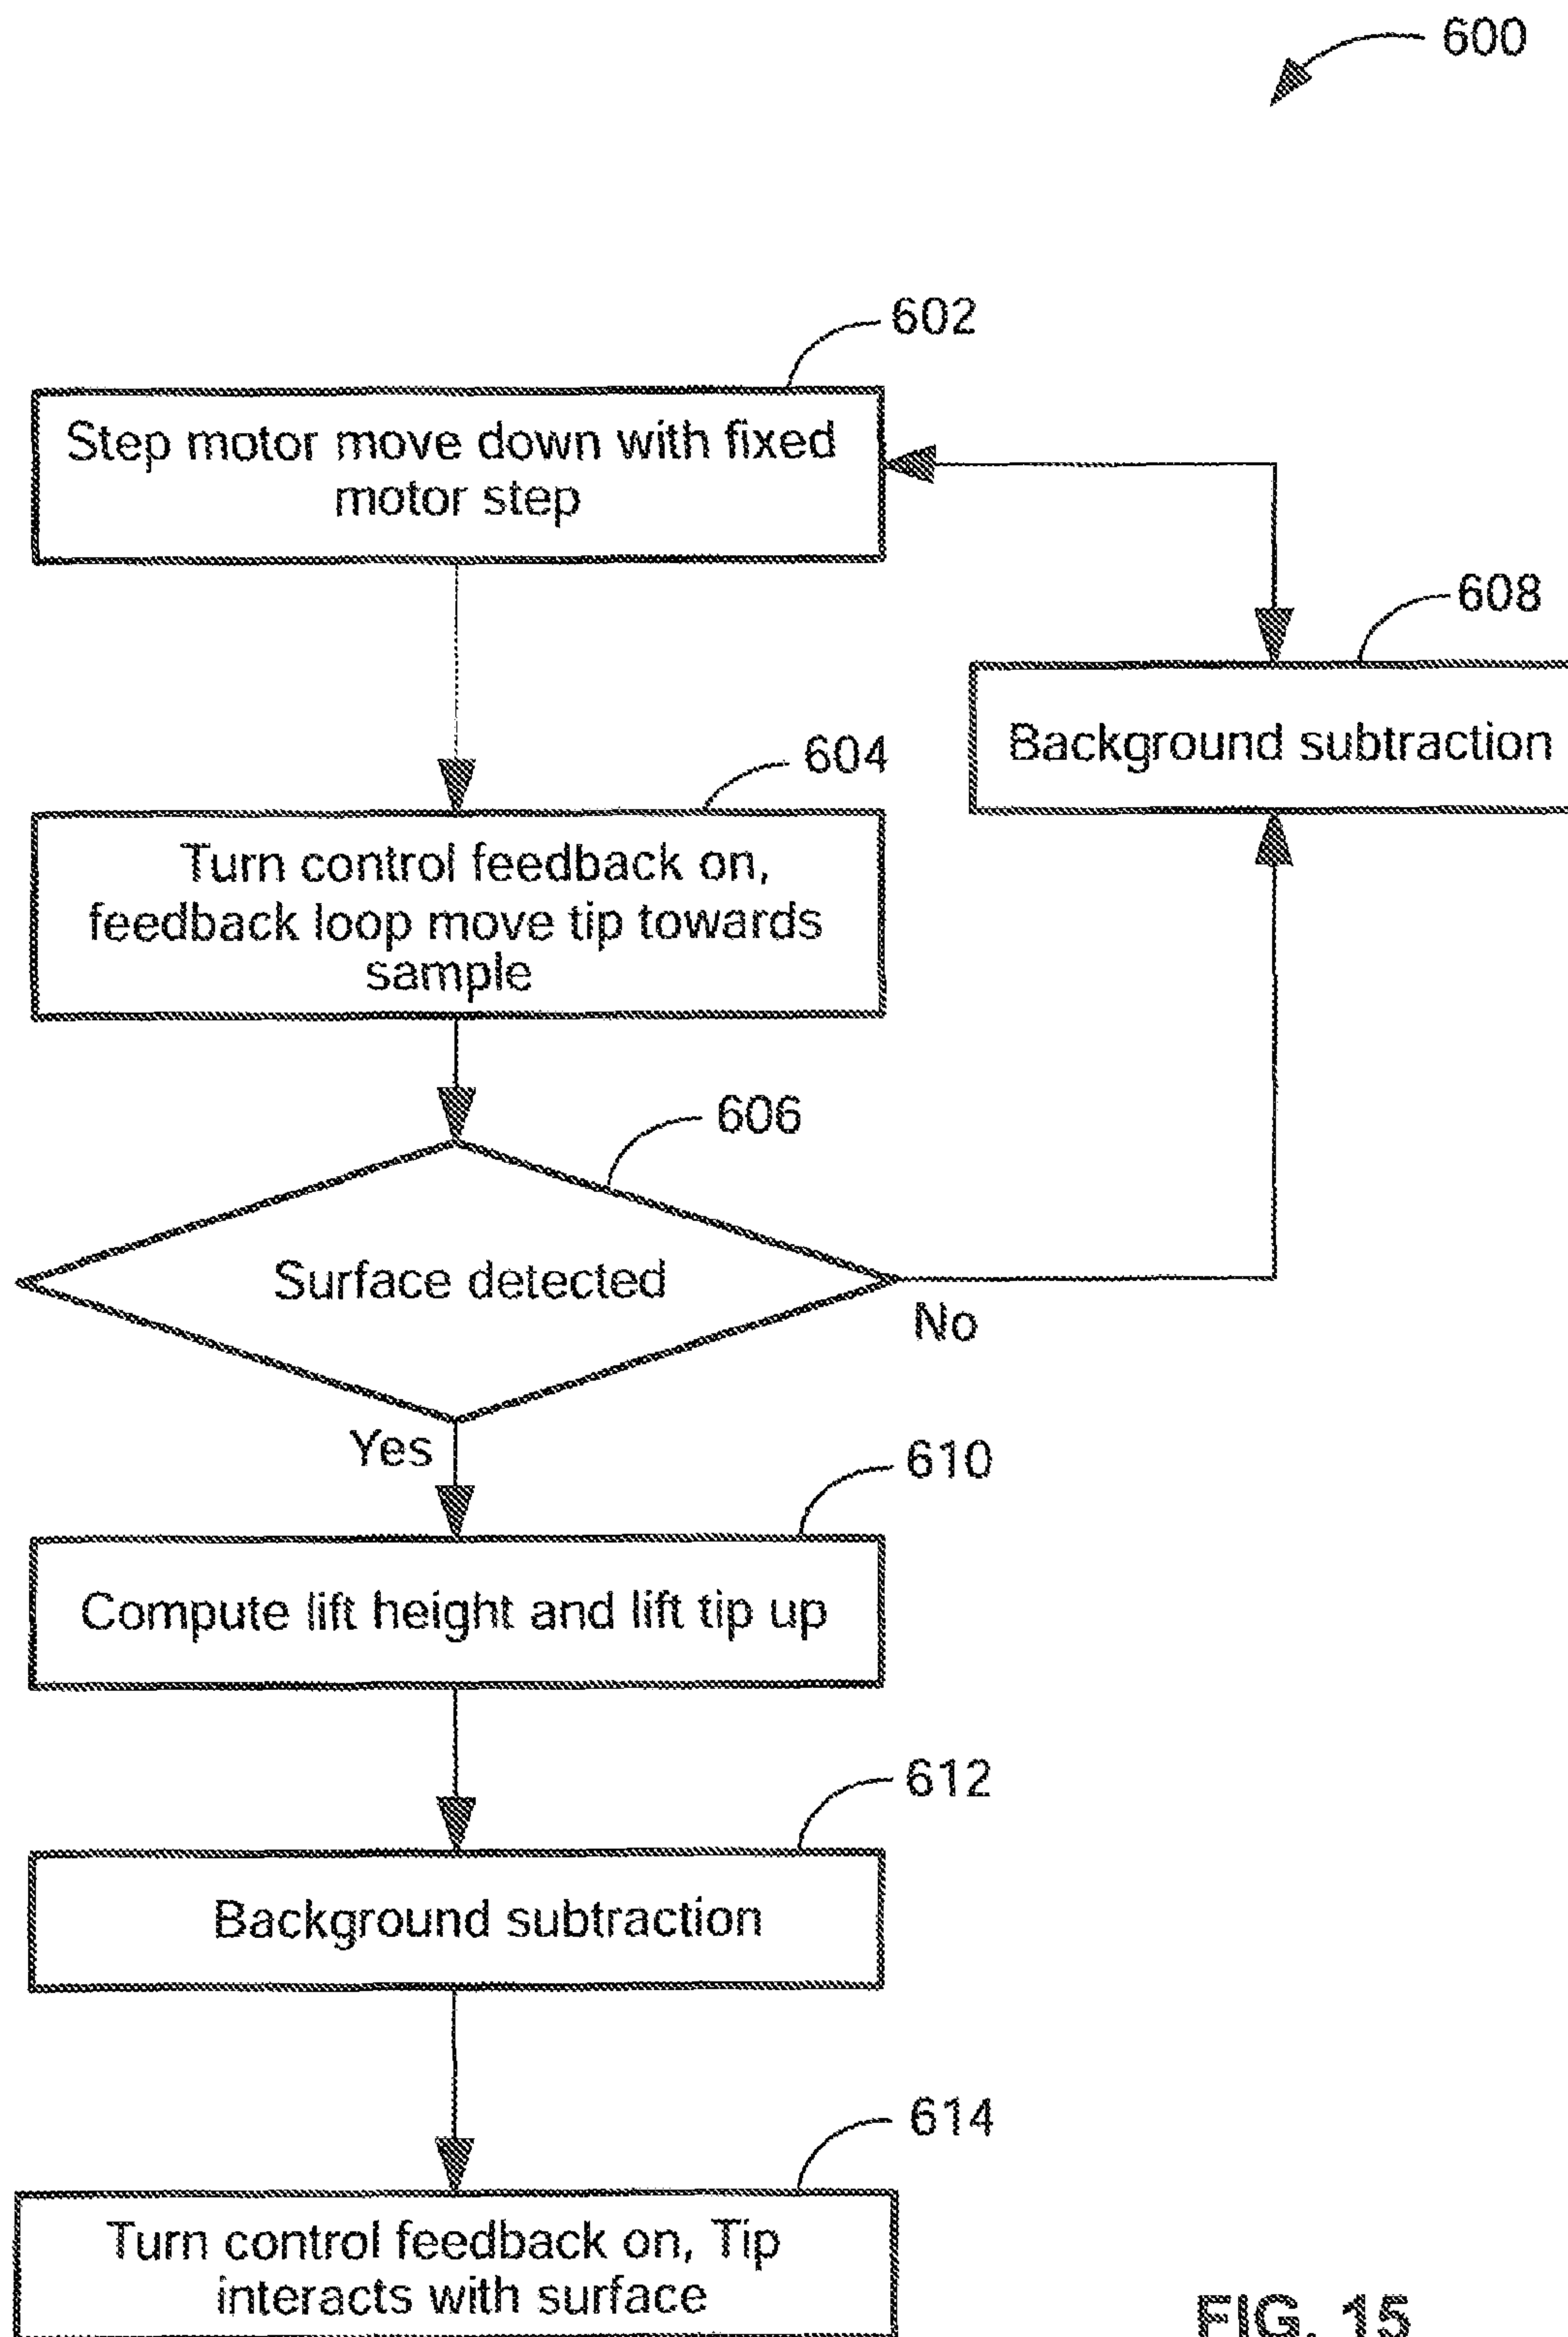 600
602
Step motor move down with fixed
motor step
608
Background subtraction
604
Turn control feedback on,
feedback loop move tip towards
sample
606
Surface detected
No
Yes
610
Compute lift height and lift tip up
612
Background subtraction
614
Turn control feedback on, Tip
interacts with surface
FIG. 15